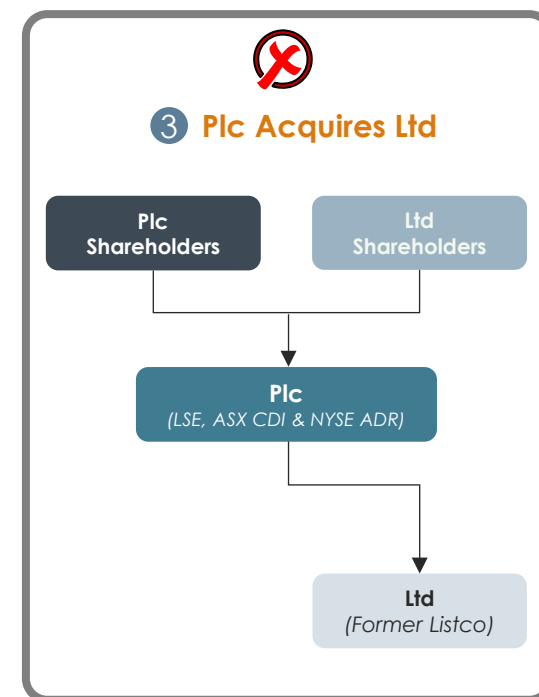 3 Plc Acquires Ltd
Plc
Shareholders
Ltd
Shareholders
Plc
(LSE, ASX CDI & NYSE ADR)
Ltd
(Former Listco)